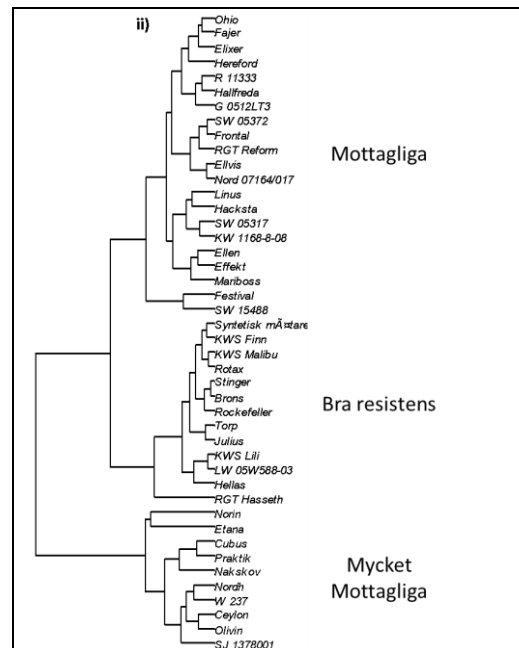 ii)
Ohio
Fajer
Elixer
Hereford
R 11333
Hallfreda
G 0512LT3
SW 05372
Frontal
RGT Reform
Ellvis
Nord 07164/017
Linus
Hacksta
SW 05317
KW 1168-8-08
Ellen
Effekt
Mariboss
Festival
SW 15488
Mottagliga
Syntetisk mÃ¤tare
KWS Finn
KWS Malibu
Rotax
Stinger
Brons
Rockefeller
Torp
Julius
KWS Lili
LW 05W588-03
Hellas
RGT Hasseth
Bra resistens
Norin
Etana
Cubus
Praktik
Nakskov
Nordh
W 237
Ceylon
Olivin
SJ 1378001
Mycket
Mottagliga